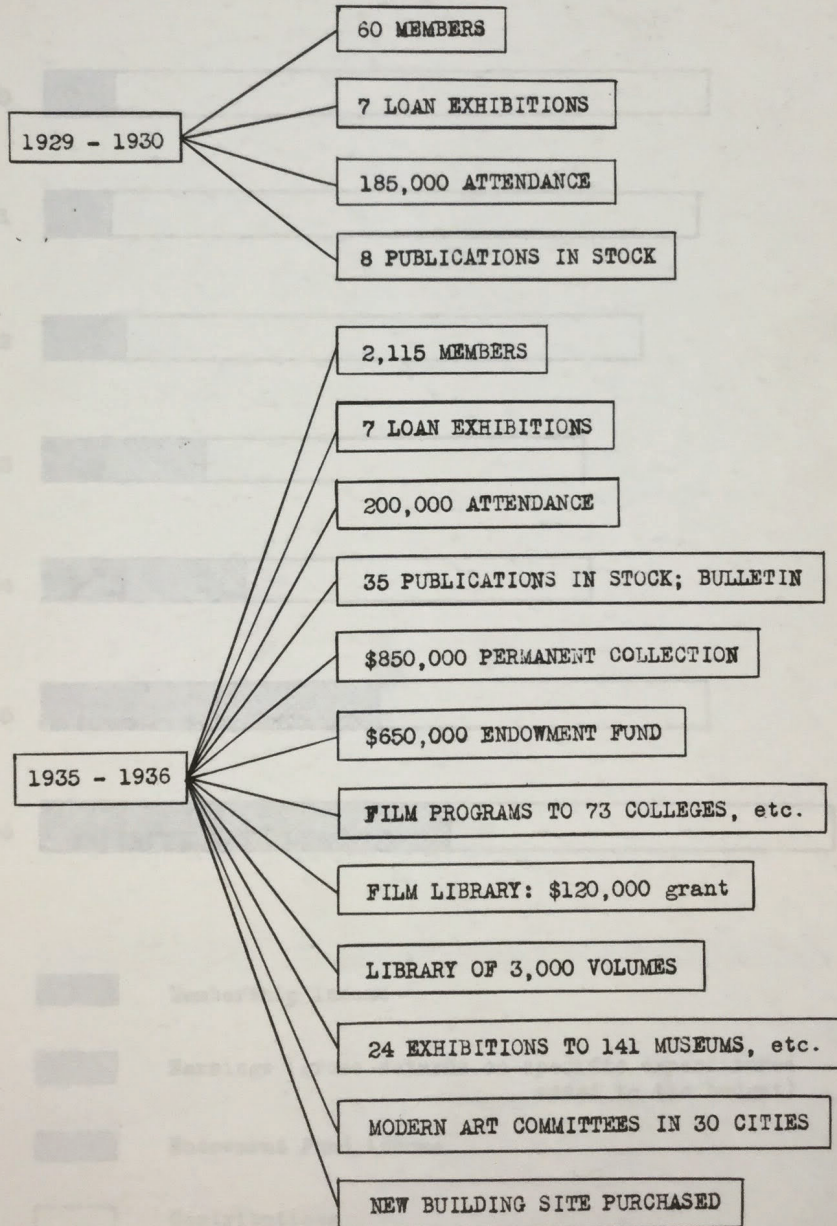 1929 - 1930
60 MEMBERS
7 LOAN EXHIBITIONS
185,000 ATTENDANCE
8 PUBLICATIONS IN STOCK
1935 - 1936
2,115 MEMBERS
7 LOAN EXHIBITIONS
200,000 ATTENDANCE
35 PUBLICATIONS IN STOCK; BULLETIN
$850,000 PERMANENT COLLECTION
$650,000 ENDOWMENT FUND
FILM PROGRAMS TO 73 COLLEGES, etc.
FILM LIBRARY: $120,000 grant
LIBRARY OF 3,000 VOLUMES
24 EXHIBITIONS TO 141 MUSEUMS, etc.
MODERN ART COMMITTEES IN 30 CITIES
NEW BUILDING SITE PURCHASED